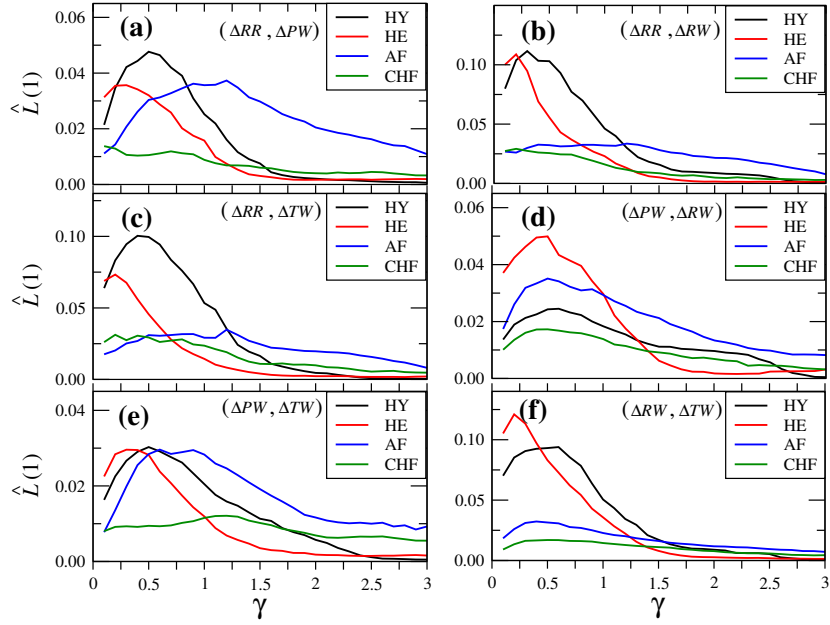 (a) (ΔRR , ΔPW) HY HE AF CHF
0.06
0.04
0.02
0.00
L̂ (1)
(b) (ΔRR , ΔRW) HY HE AF CHF
0.10
0.05
0.00
(c) (ΔRR , ΔTW) HY HE AF CHF
0.10
0.05
0.00
L̂ (1)
(d) (ΔPW, ΔRW) HY HE AF CHF
0.06
0.04
0.02
0.00
(e) (ΔPW, ΔTW) HY HE AF CHF
0.04
0.02
0.00
L̂ (1)
0 0.5 1 1.5 2 2.5 3
γ
(f) (ΔRW, ΔTW) HY HE AF CHF
0.10
0.05
0.00
0 0.5 1 1.5 2 2.5 3
γ